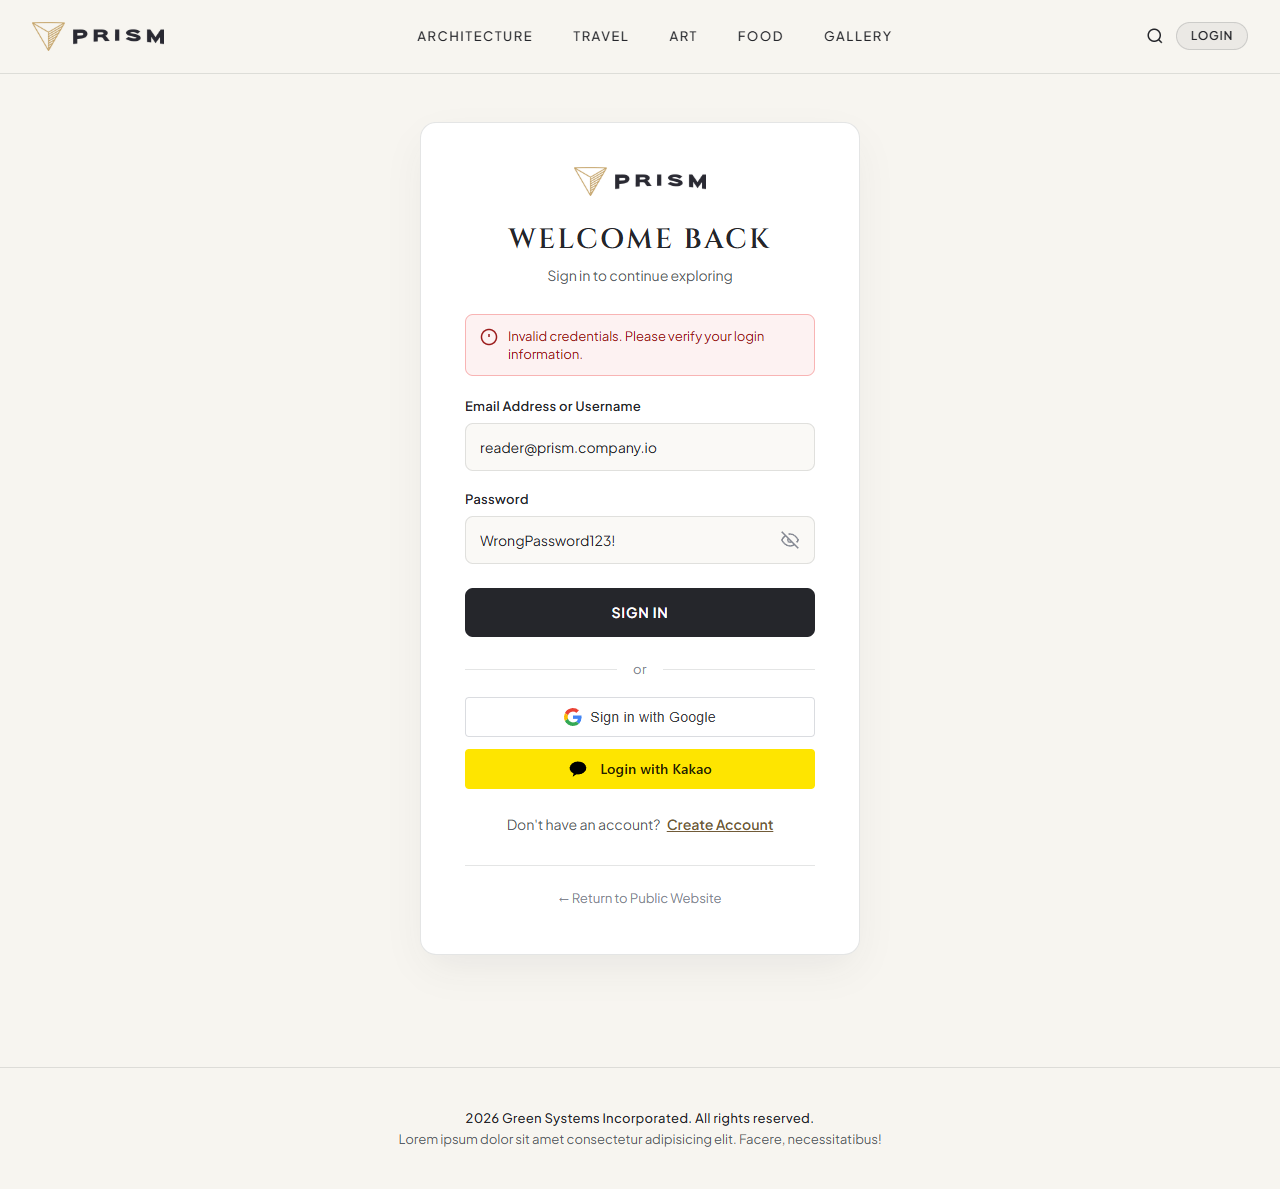 PRISM
ARCHITECTURE TRAVEL ART FOOD GALLERY
LOGIN
PRISM
WELCOME BACK
Sign in to continue exploring
Invalid credentials. Please verify your login
information.
Email Address or Username
reader@prism.company.io
Password
WrongPassword123!
SIGN IN
or
Sign in with Google
Login with Kakao
Don't have an account? Create Account
← Return to Public Website
2026 Green Systems Incorporated. All rights reserved.
Lorem ipsum dolor sit amet consectetur adipisicing elit. Facere, necessitatibus!